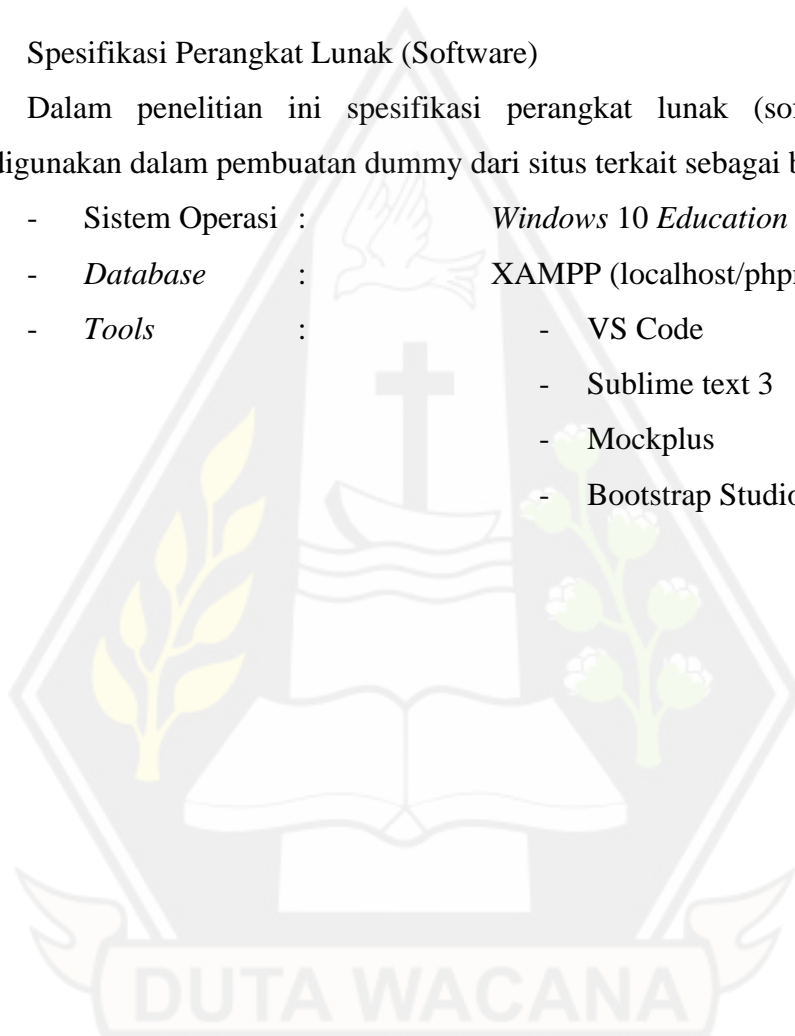 Spesifikasi Perangkat Lunak (Software)
Dalam penelitian ini spesifikasi perangkat lunak
digunakan dalam pembuatan dummy dari situs terkait sebagai
- Sistem Operasi : Windows 10 Education
- Database : XAMPP
- Tools : - VS Code
- Sublime text 3
- Mockplus
- Bootstrap Studio
DUTA WACANA